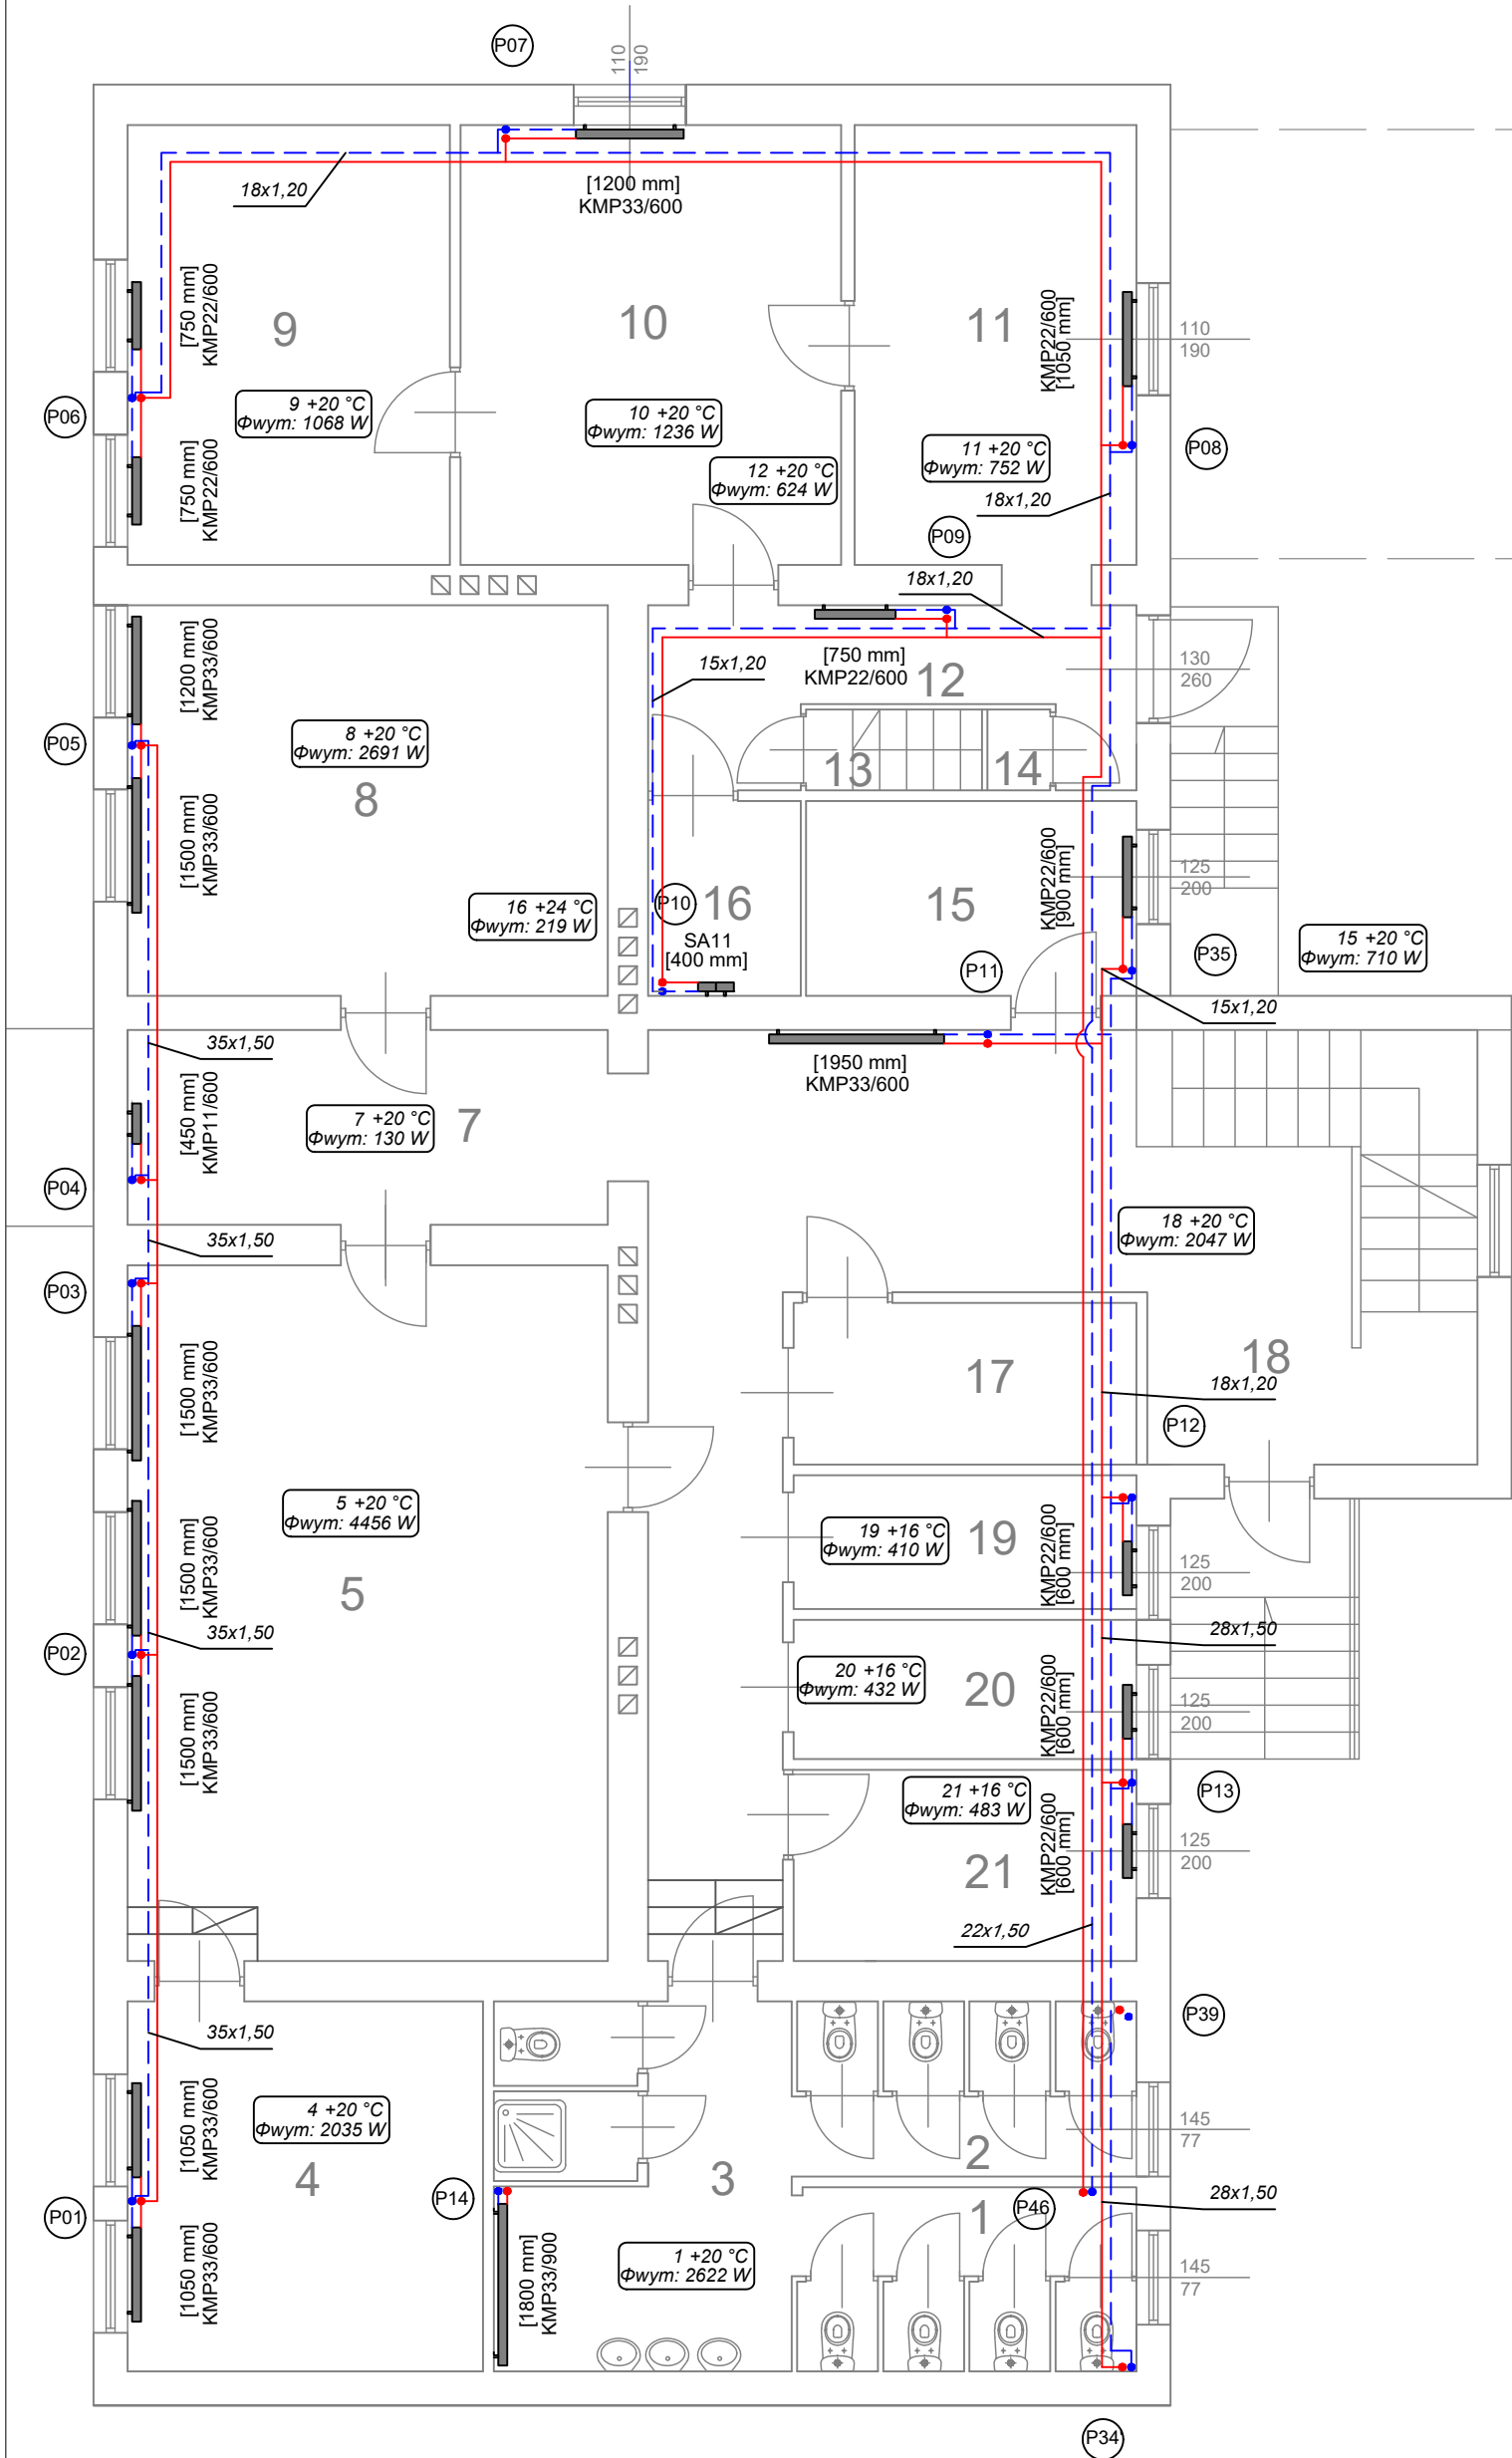 P07
110
190
18x1,20
[1200 mm]
KMP33/600
[750 mm]
KMP22/600
9
10
11
KMP22/600
[1050 mm]
110
190
9 +20 °C
Φwym: 1068 W
10 +20 °C
Φwym: 1236 W
P06
11 +20 °C
Φwym: 752 W
P08
12 +20 °C
Φwym: 624 W
[750 mm]
KMP22/600
18x1,20
P09
18x1,20
[1200 mm]
KMP33/600
15x1,20
[750 mm]
KMP22/600
12
130
260
8 +20 °C
Φwym: 2691 W
P05
8
13
14
[1500 mm]
KMP33/600
KMP22/600
[900 mm]
125
200
16 +24 °C
Φwym: 219 W
P10
16
15
SA11
[400 mm]
P11
P35
15 +20 °C
Φwym: 710 W
15x1,20
35x1,50
[1950 mm]
KMP33/600
[450 mm]
KMP11/600
7 +20 °C
Φwym: 130 W
7
P04
35x1,50
18 +20 °C
Φwym: 2047 W
P03
[1500 mm]
KMP33/600
17
18
18x1,20
P12
5 +20 °C
Φwym: 4456 W
[1500 mm]
KMP33/600
19 +16 °C
Φwym: 410 W
19
KMP22/600
[600 mm]
125
200
5
35x1,50
28x1,50
P02
20 +16 °C
Φwym: 432 W
20
KMP22/600
[600 mm]
125
200
[1500 mm]
KMP33/600
21 +16 °C
Φwym: 483 W
P13
KMP22/600
[600 mm]
125
200
21
22x1,50
P39
35x1,50
4 +20 °C
Φwym: 2035 W
[1050 mm]
KMP33/600
145
77
2
4
3
P14
28x1,50
P01
P46
1
1 +20 °C
Φwym: 2622 W
[1050 mm]
KMP33/600
[1800 mm]
KMP33/900
145
77
P34